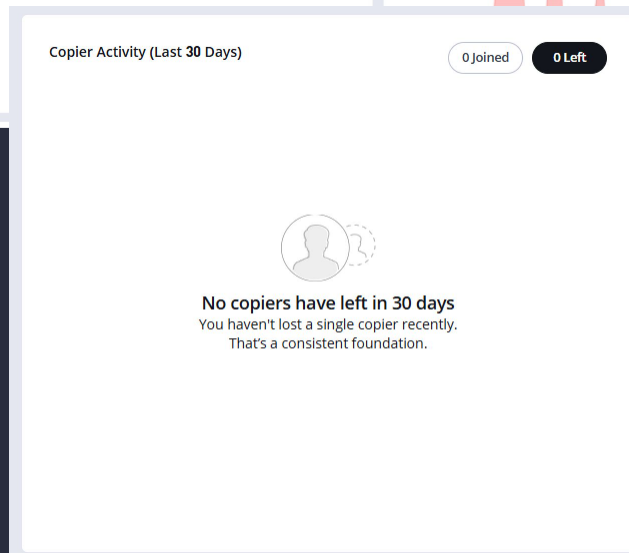 Copier Activity (Last 30 Days)
0 Joined
0 Left
No copiers have left in 30 days
You haven't lost a single copier recently.
That’s a consistent foundation.